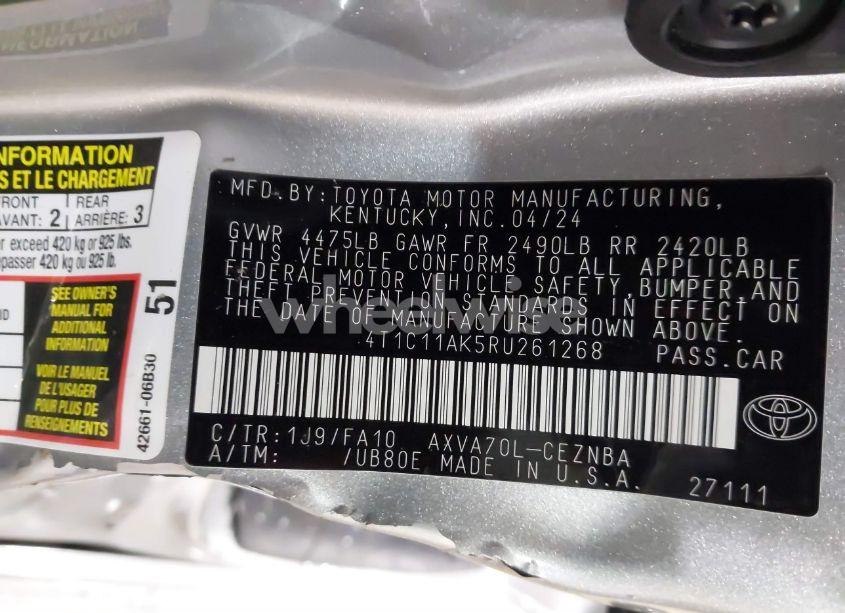 INFORMATION
S ET LE CHARGEMENT
FRONT
AVANT: 2
REAR
ARRIÈRE: 3
exceed 420 kg or 925 lbs.
passer 420 kg ou 925 lb.
SEE OWNER'S
MANUAL FOR
ADDITIONAL
INFORMATION
VOIR LE MANUEL
DE L'USAGER
POUR PLUS DE
RENSEIGNEMENTS
51
42661-06B30
MFD. BY: TOYOTA MOTOR MANUFACTURING,
KENTUCKY, INC. 04/24
GVWR 4475LB GAWR FR 2490LB RR 2420LB
THIS VEHICLE CONFORMS TO ALL APPLICABLE
FEDERAL MOTOR VEHICLE SAFETY, BUMPER, AND
THEFT PREVENTION STANDARDS IN EFFECT ON
THE DATE OF MANUFACTURE SHOWN ABOVE.
4T1C11AK5RU261268 PASS.CAR
C/TR: 1J9/FA10 AXVA70L-CEZNBA
A/TM: /UB80E MADE IN U.S.A.
27111
wheelwise